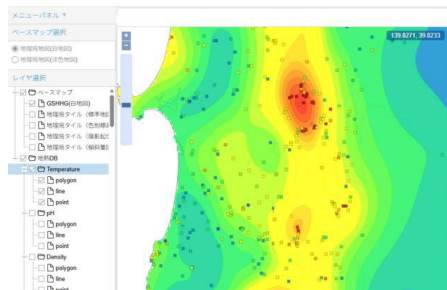 メニューパネル
ベースマップ選択
地理院地図(白地図)
地理院地図(淡色地図)
レイヤ選択
ベースマップ
GSHHG(白地図)
地理院タイル (標準地
地理院タイル (色別標
地理院タイル (陰影起
地理院タイル (傾斜量
地熱DB
Temperature
polygon
line
point
pH
polygon
line
point
Density
polygon
line
point
139.8271, 39.8233